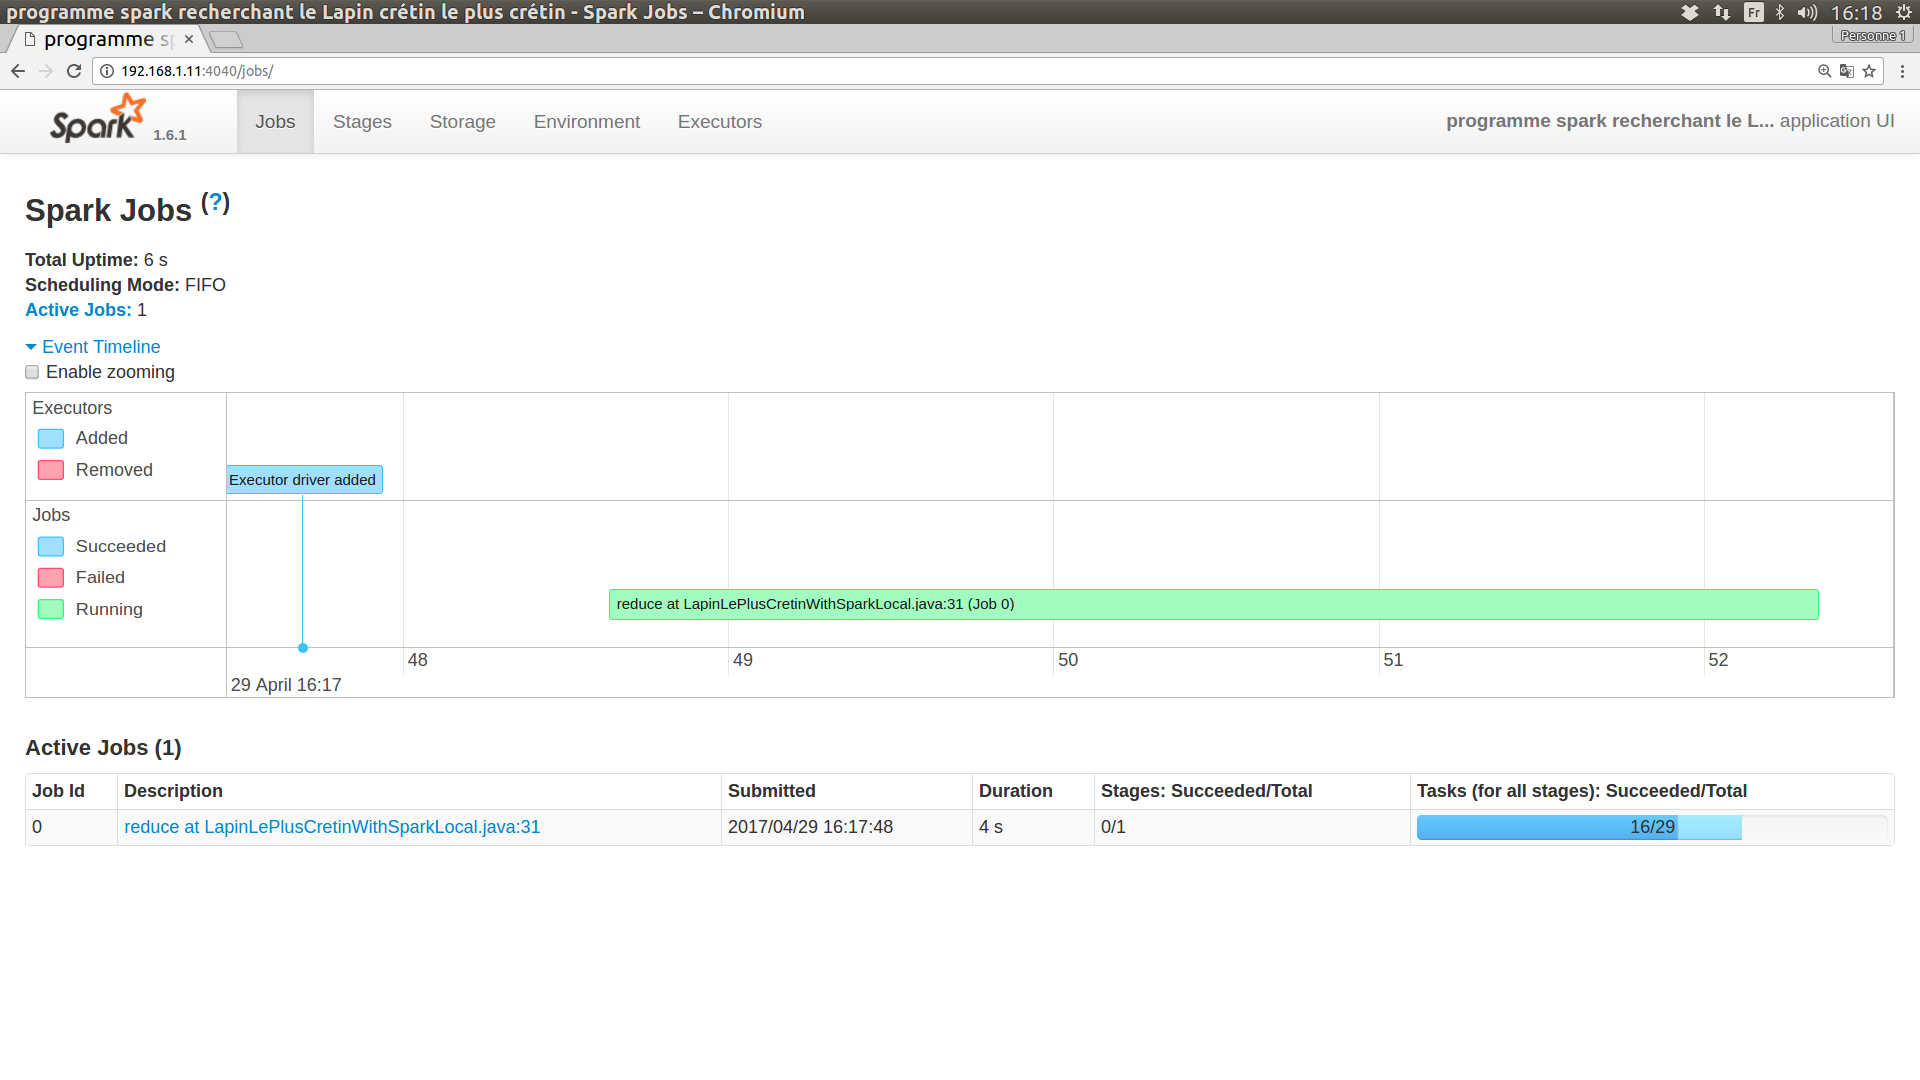 programme spark recherchant le Lapin crétin le plus crétin - Spark Jobs – Chromium
Fr
16:18
programme sp
Personne 1
192.168.1.11:4040/jobs/
Spark 1.6.1
Jobs
Stages
Storage
Environment
Executors
programme spark recherchant le L... application UI
Spark Jobs (?)
Total Uptime: 6 s
Scheduling Mode: FIFO
Active Jobs: 1
Event Timeline
Enable zooming
Executors
Added
Removed
Executor driver added
Jobs
Succeeded
Failed
Running
reduce at LapinLePlusCretinWithSparkLocal.java:31 (Job 0)
48
49
50
51
52
29 April 16:17
Active Jobs (1)
Job Id Description Submitted Duration Stages: Succeeded/Total Tasks (for all stages): Succeeded/Total
0 reduce at LapinLePlusCretinWithSparkLocal.java:31 2017/04/29 16:17:48 4 s 0/1 16/29